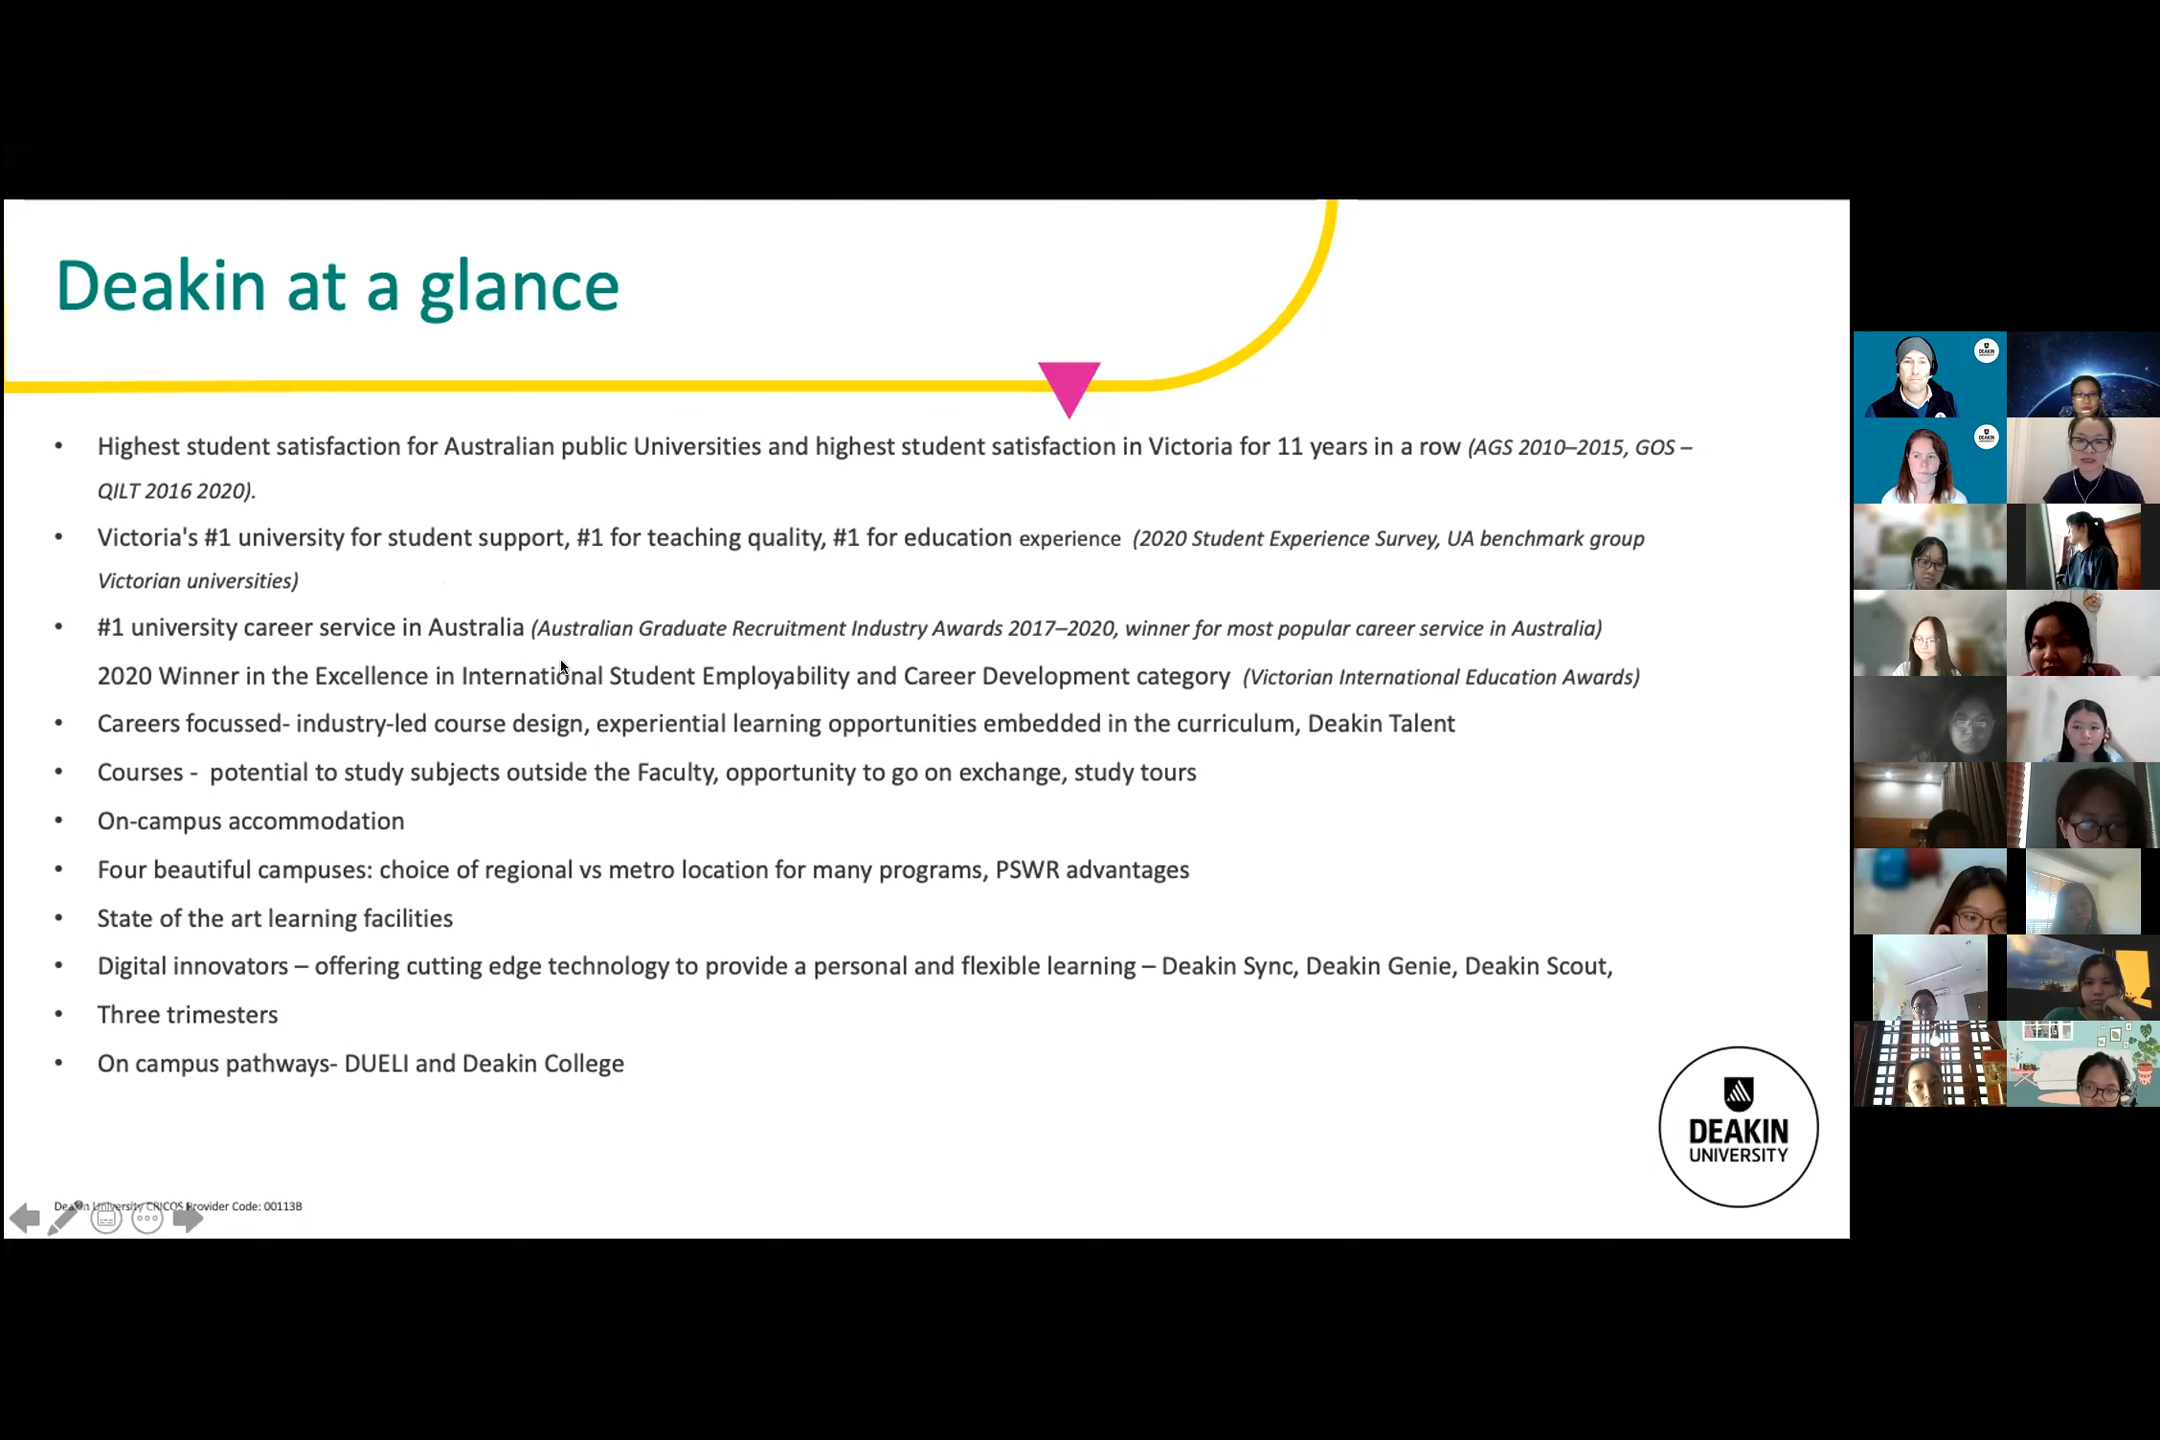 Deakin at a glance
• Highest student satisfaction for Australian public Universities and highest student satisfaction in Victoria for 11 years in a row (AGS 2010–2015, GOS –
QILT 2016 2020).
• Victoria's #1 university for student support, #1 for teaching quality, #1 for education experience (2020 Student Experience Survey, UA benchmark group
Victorian universities)
• #1 university career service in Australia (Australian Graduate Recruitment Industry Awards 2017–2020, winner for most popular career service in Australia)
2020 Winner in the Excellence in International Student Employability and Career Development category (Victorian International Education Awards)
• Careers focussed- industry-led course design, experiential learning opportunities embedded in the curriculum, Deakin Talent
• Courses - potential to study subjects outside the Faculty, opportunity to go on exchange, study tours
• On-campus accommodation
• Four beautiful campuses: choice of regional vs metro location for many programs, PSWR advantages
• State of the art learning facilities
• Digital innovators – offering cutting edge technology to provide a personal and flexible learning – Deakin Sync, Deakin Genie, Deakin Scout,
• Three trimesters
• On campus pathways- DUELI and Deakin College
DEAKIN
UNIVERSITY
Deakin University CRICOS Provider Code: 00113B
DEAKIN
DEAKIN